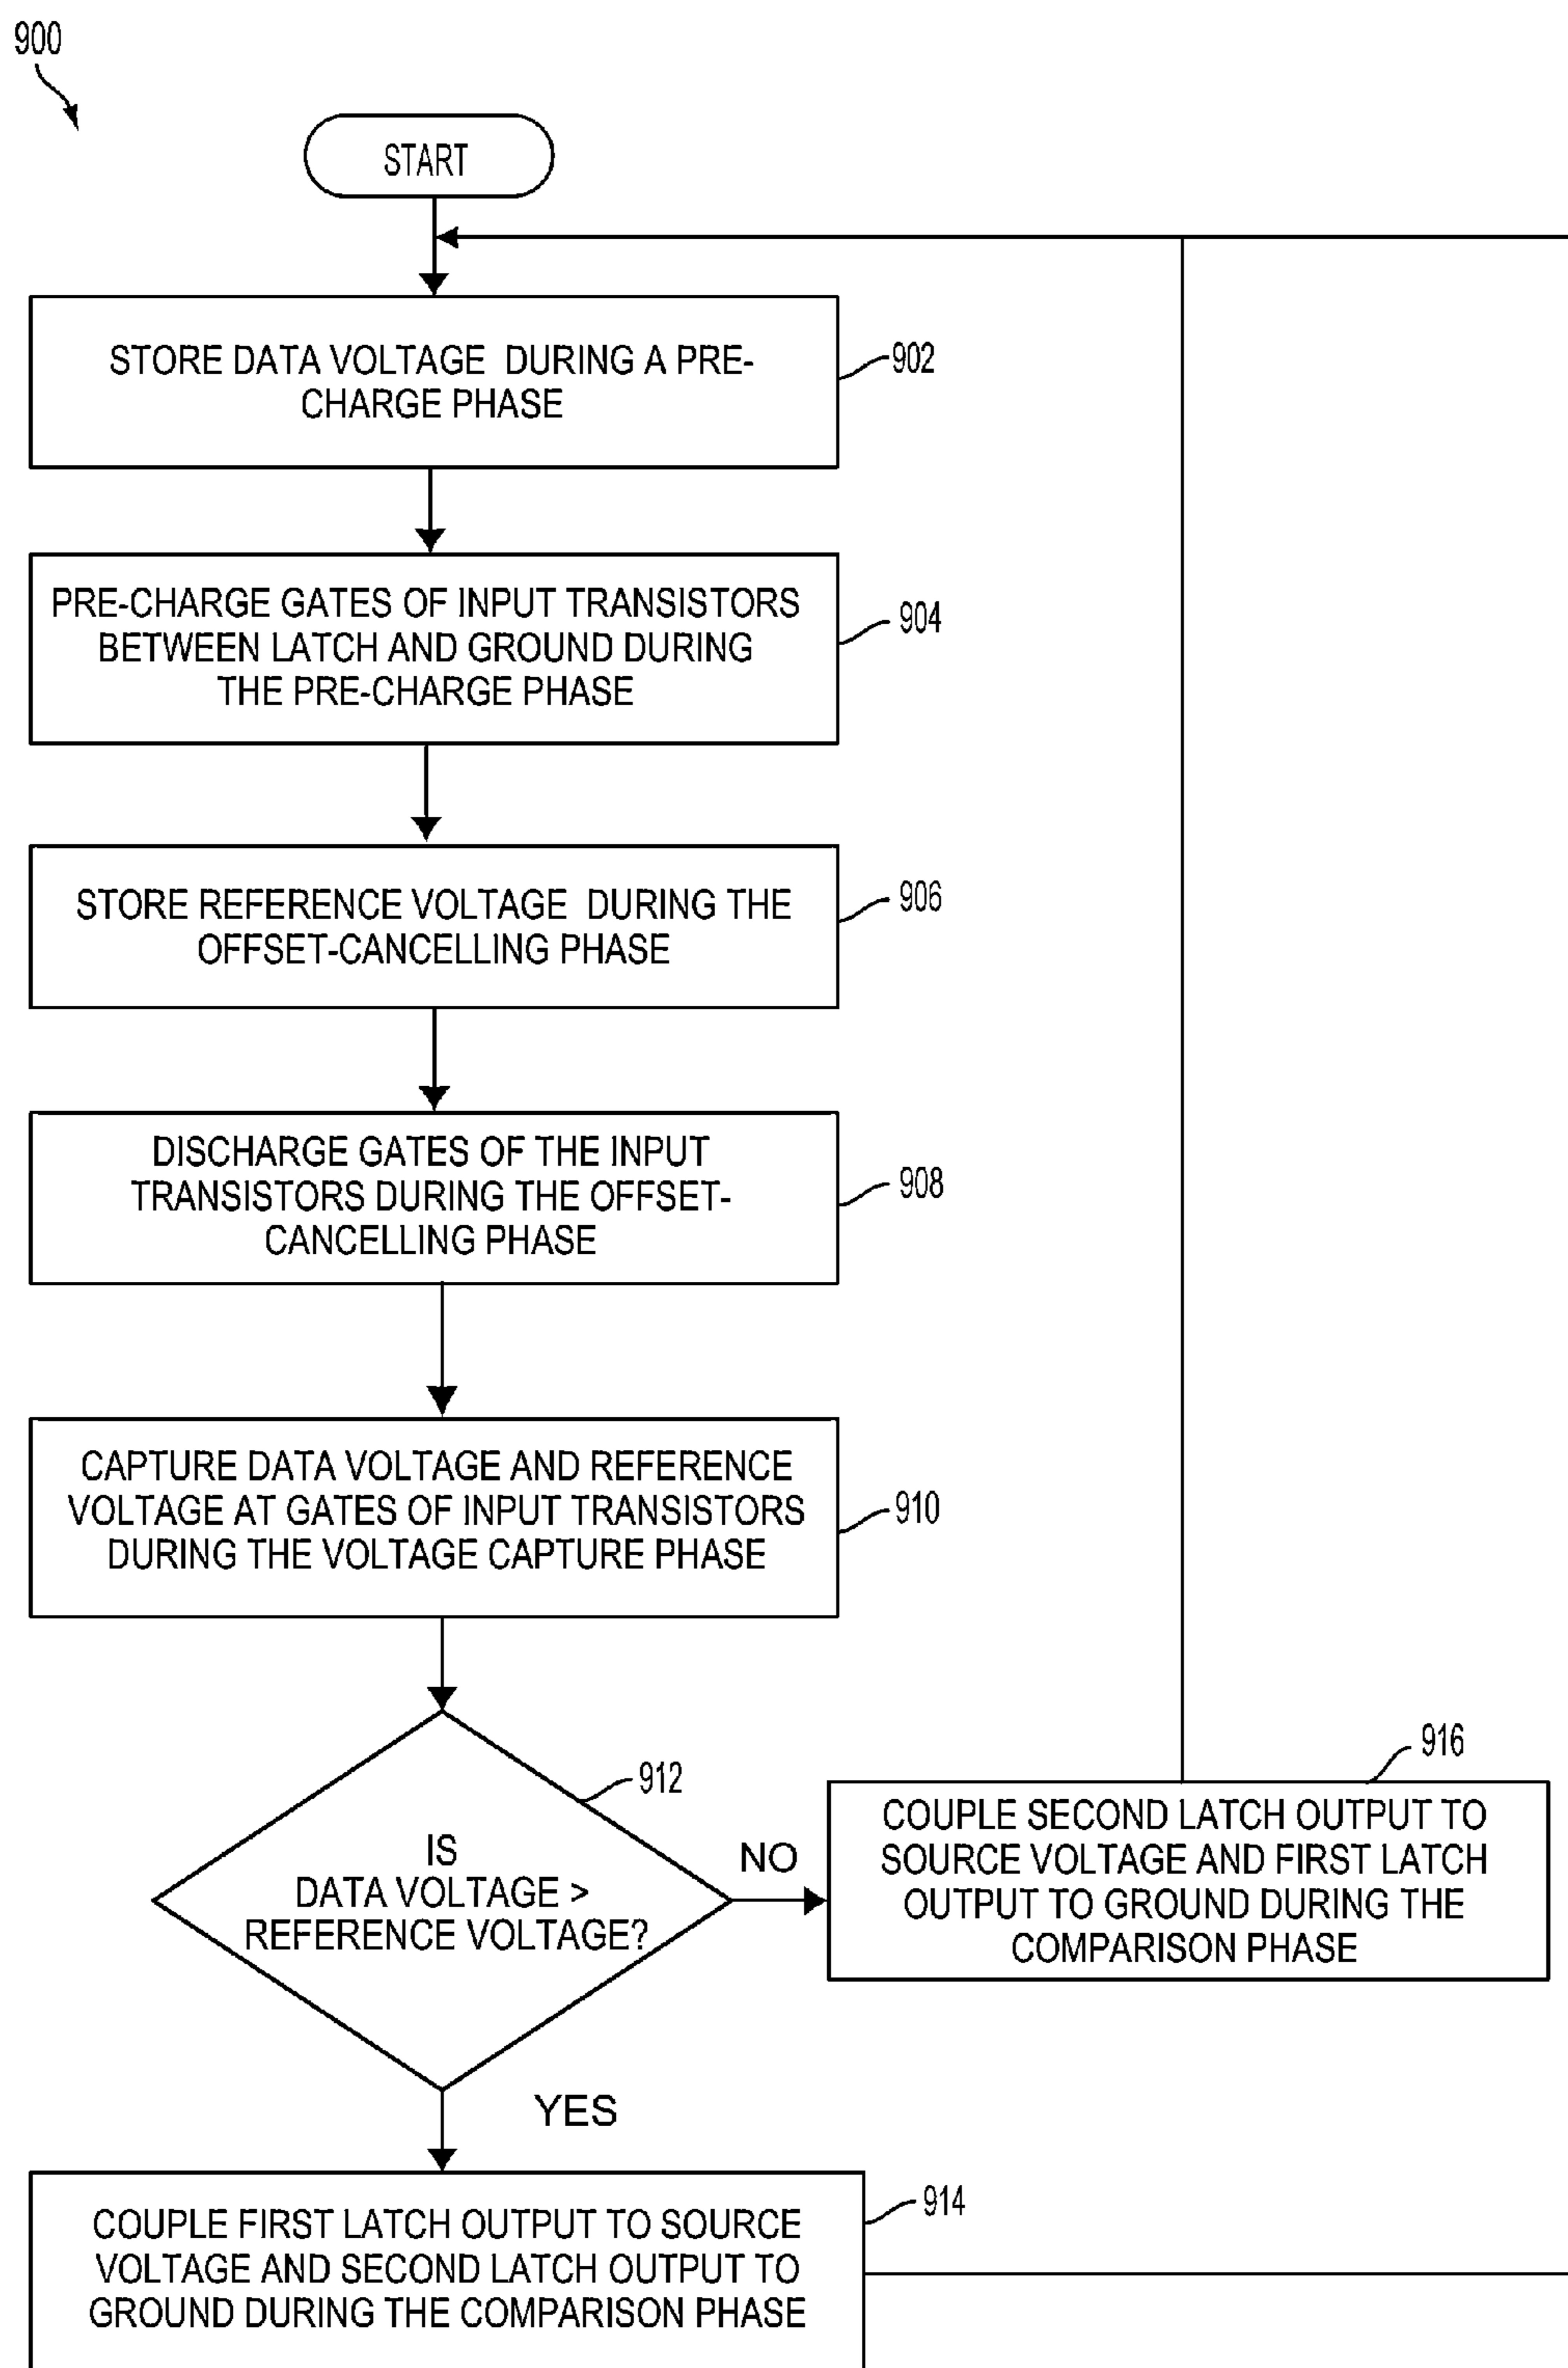 900
START
STORE DATA VOLTAGE DURING A PRE-
CHARGE PHASE
902
PRE-CHARGE GATES OF INPUT TRANSISTORS
BETWEEN LATCH AND GROUND DURING
THE PRE-CHARGE PHASE
904
STORE REFERENCE VOLTAGE DURING THE
OFFSET-CANCELLING PHASE
906
DISCHARGE GATES OF THE INPUT
TRANSISTORS DURING THE OFFSET-
CANCELLING PHASE
908
CAPTURE DATA VOLTAGE AND REFERENCE
VOLTAGE AT GATES OF INPUT TRANSISTORS
DURING THE VOLTAGE CAPTURE PHASE
910
IS
DATA VOLTAGE >
REFERENCE VOLTAGE?
912
NO
916
COUPLE SECOND LATCH OUTPUT TO
SOURCE VOLTAGE AND FIRST LATCH
OUTPUT TO GROUND DURING THE
COMPARISON PHASE
YES
COUPLE FIRST LATCH OUTPUT TO SOURCE
VOLTAGE AND SECOND LATCH OUTPUT TO
GROUND DURING THE COMPARISON PHASE
914